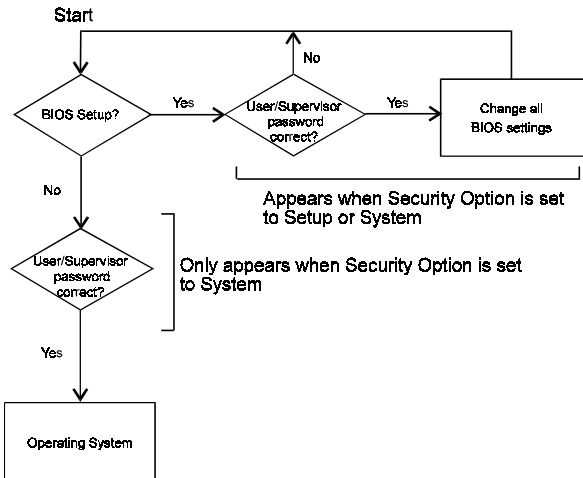 Start
No
BIOS Setup?
Yes
User/Supervisor
password
correct?
Yes
Change all
BIOS settings
No
Appears when Security Option is set
to Setup or System
User/Supervisor
password
correct?
Only appears when Security Option is set
to System
Yes
Operating System